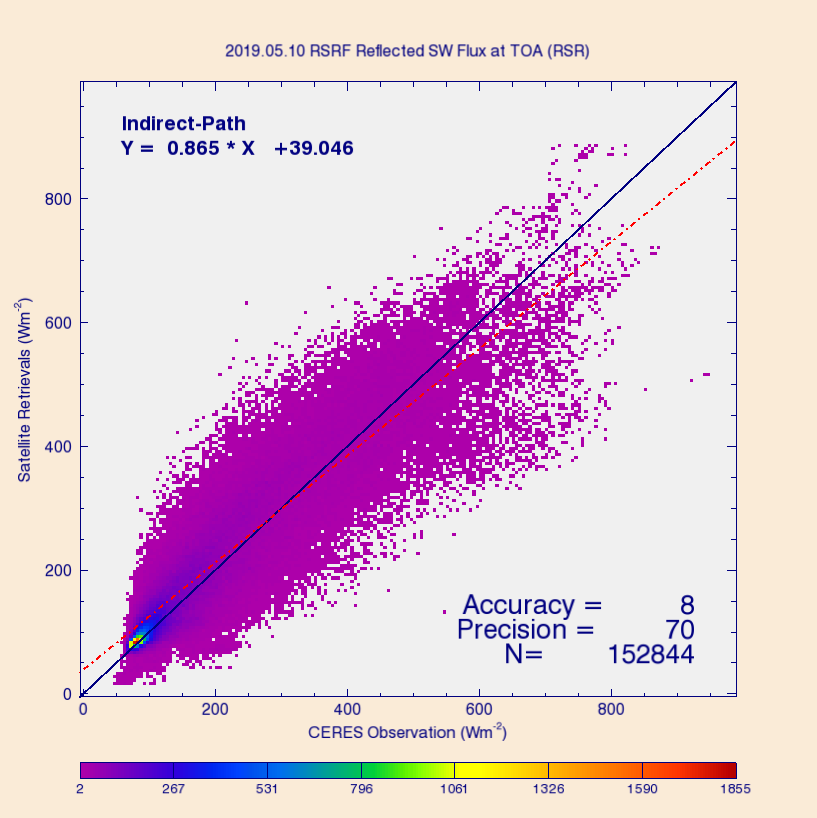 2019.05.10 RSRF Reflected SW Flux at TOA (RSR)
Indirect-Path
Y = 0.865 * X +39.046
800
600
400
200
0
Satellite Retrievals (Wm-2)
Accuracy = 8
Precision = 70
N= 152844
0 200 400 600 800
CERES Observation (Wm-2)
2 267 531 796 1061 1326 1590 1855